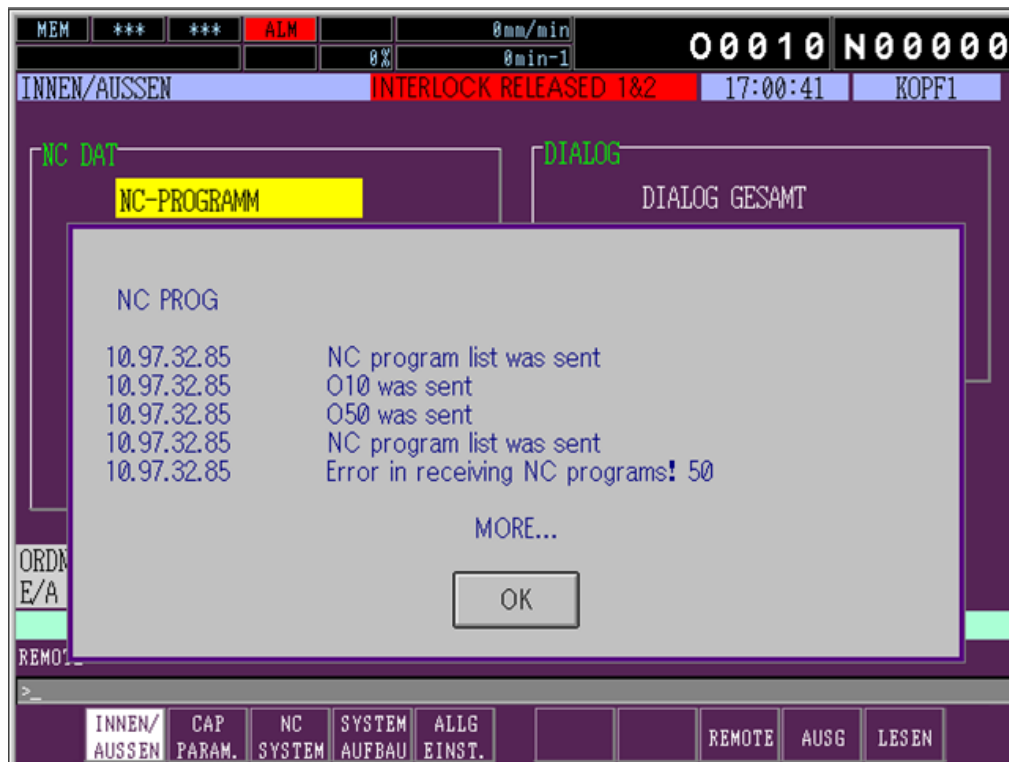 MEM *** *** ALM 0mm/min
0% 0min-1 O0010 N00000
INNEN/AUSSEN INTERLOCK RELEASED 1&2 17:00:41 KOPF1
NC DAT DIALOG
NC-PROGRAMM DIALOG GESAMT
NC PROG
10.97.32.85 NC program list was sent
10.97.32.85 O10 was sent
10.97.32.85 O50 was sent
10.97.32.85 NC program list was sent
10.97.32.85 Error in receiving NC programs! 50
MORE...
OK
ORDN
E/A
REMOTE
>_
INNEN/ CAP NC SYSTEM ALLG REMOTE AUSG LESEN
AUSSEN PARAM. SYSTEM AUFBAU EINST.